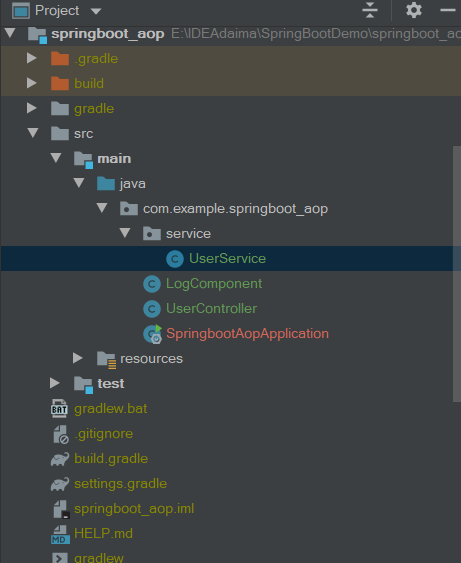 Project
springboot_aop E:\IDEAdaima\SpringBootDemo\springboot_ao
.gradle
build
gradle
src
main
java
com.example.springboot_aop
service
UserService
LogComponent
UserController
SpringbootAopApplication
resources
test
gradlew.bat
.gitignore
build.gradle
settings.gradle
springboot_aop.iml
HELP.md
gradlew